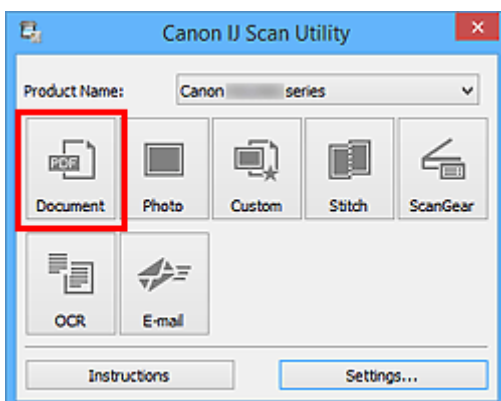 Canon IJ Scan Utility
Product Name: Canon series
PDF
Document Photo Custom Stitch ScanGear
OCR E-mail
Instructions Settings...